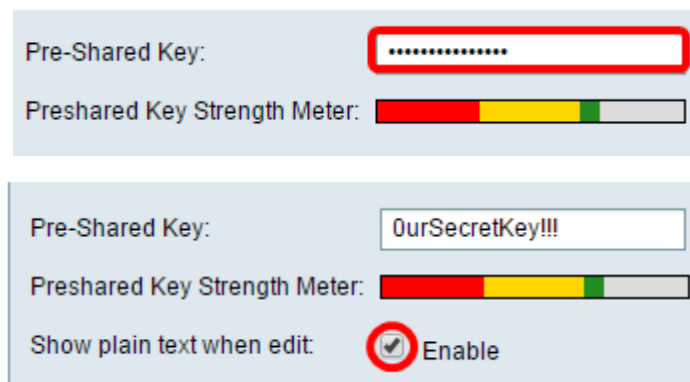 Pre-Shared Key: •••••••••••••••
Preshared Key Strength Meter:
Pre-Shared Key: 0urSecretKey!!!
Preshared Key Strength Meter:
Show plain text when edit: Enable